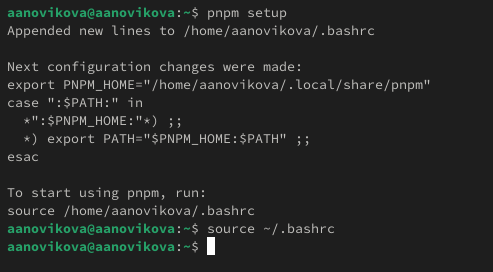 aanovikova@aanovikova:~$ pnpm setup
Appended new lines to /home/aanovikova/.bashrc

Next configuration changes were made:
export PNPM_HOME="/home/aanovikova/.local/share/pnpm"
case ":$PATH:" in
  *":$PNPM_HOME:"*) ;;
  *) export PATH="$PNPM_HOME:$PATH" ;;
esac

To start using pnpm, run:
source /home/aanovikova/.bashrc
aanovikova@aanovikova:~$ source ~/.bashrc
aanovikova@aanovikova:~$